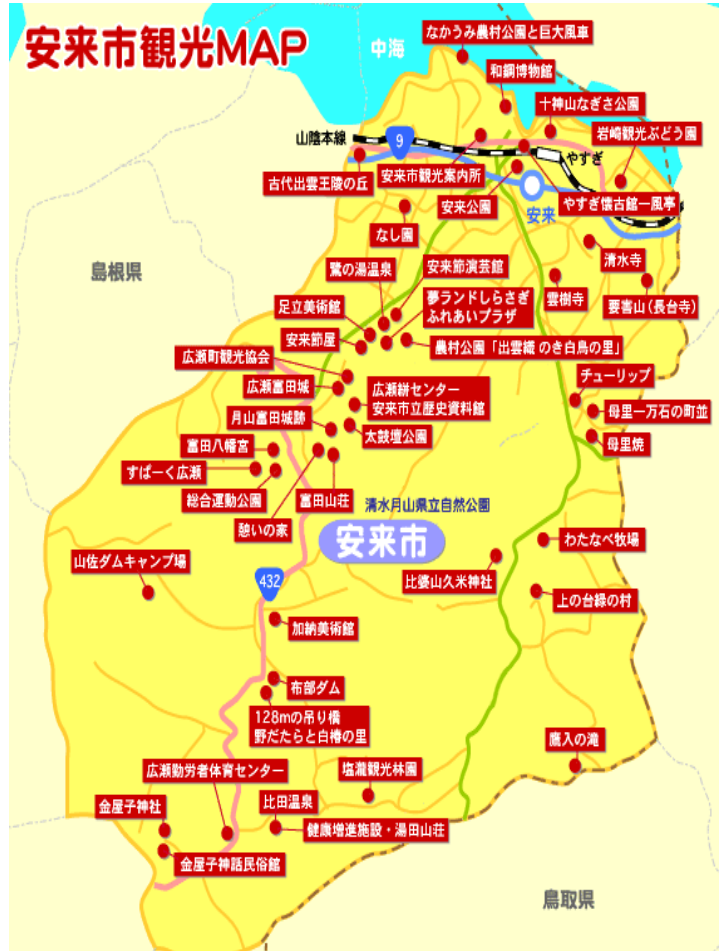 安来市観光MAP
なかうみ農村公園と巨大風車
中海
和鋼博物館
十神山なぎさ公園
山陰本線
9
岩崎観光ぶどう園
やすぎ
古代出雲王陵の丘
安来市観光案内所
安来公園
安来
やすぎ懐古館一風亭
なし園
清水寺
島根県
鷺の湯温泉
安来節演芸館
雲樹寺
要害山(長台寺)
足立美術館
夢ランドしらさぎ
ふれあいプラザ
安来節屋
農村公園「出雲織 のき白鳥の里」
広瀬町観光協会
チューリップ
広瀬富田城
広瀬絣センター
安来市立歴史資料館
母里一万石の町並
月山富田城跡
太鼓壇公園
母里焼
富田八幡宮
すぱーく広瀬
総合運動公園
富田山荘
憩いの家
清水月山県立自然公園
安来市
わたなべ牧場
山佐ダムキャンプ場
432
比婆山久米神社
上の台緑の村
加納美術館
布部ダム
128mの吊り橋
野だたらと白椿の里
鷹入の滝
広瀬勤労者体育センター
塩瀧観光林園
金屋子神社
比田温泉
健康増進施設・湯田山荘
金屋子神話民俗館
鳥取県